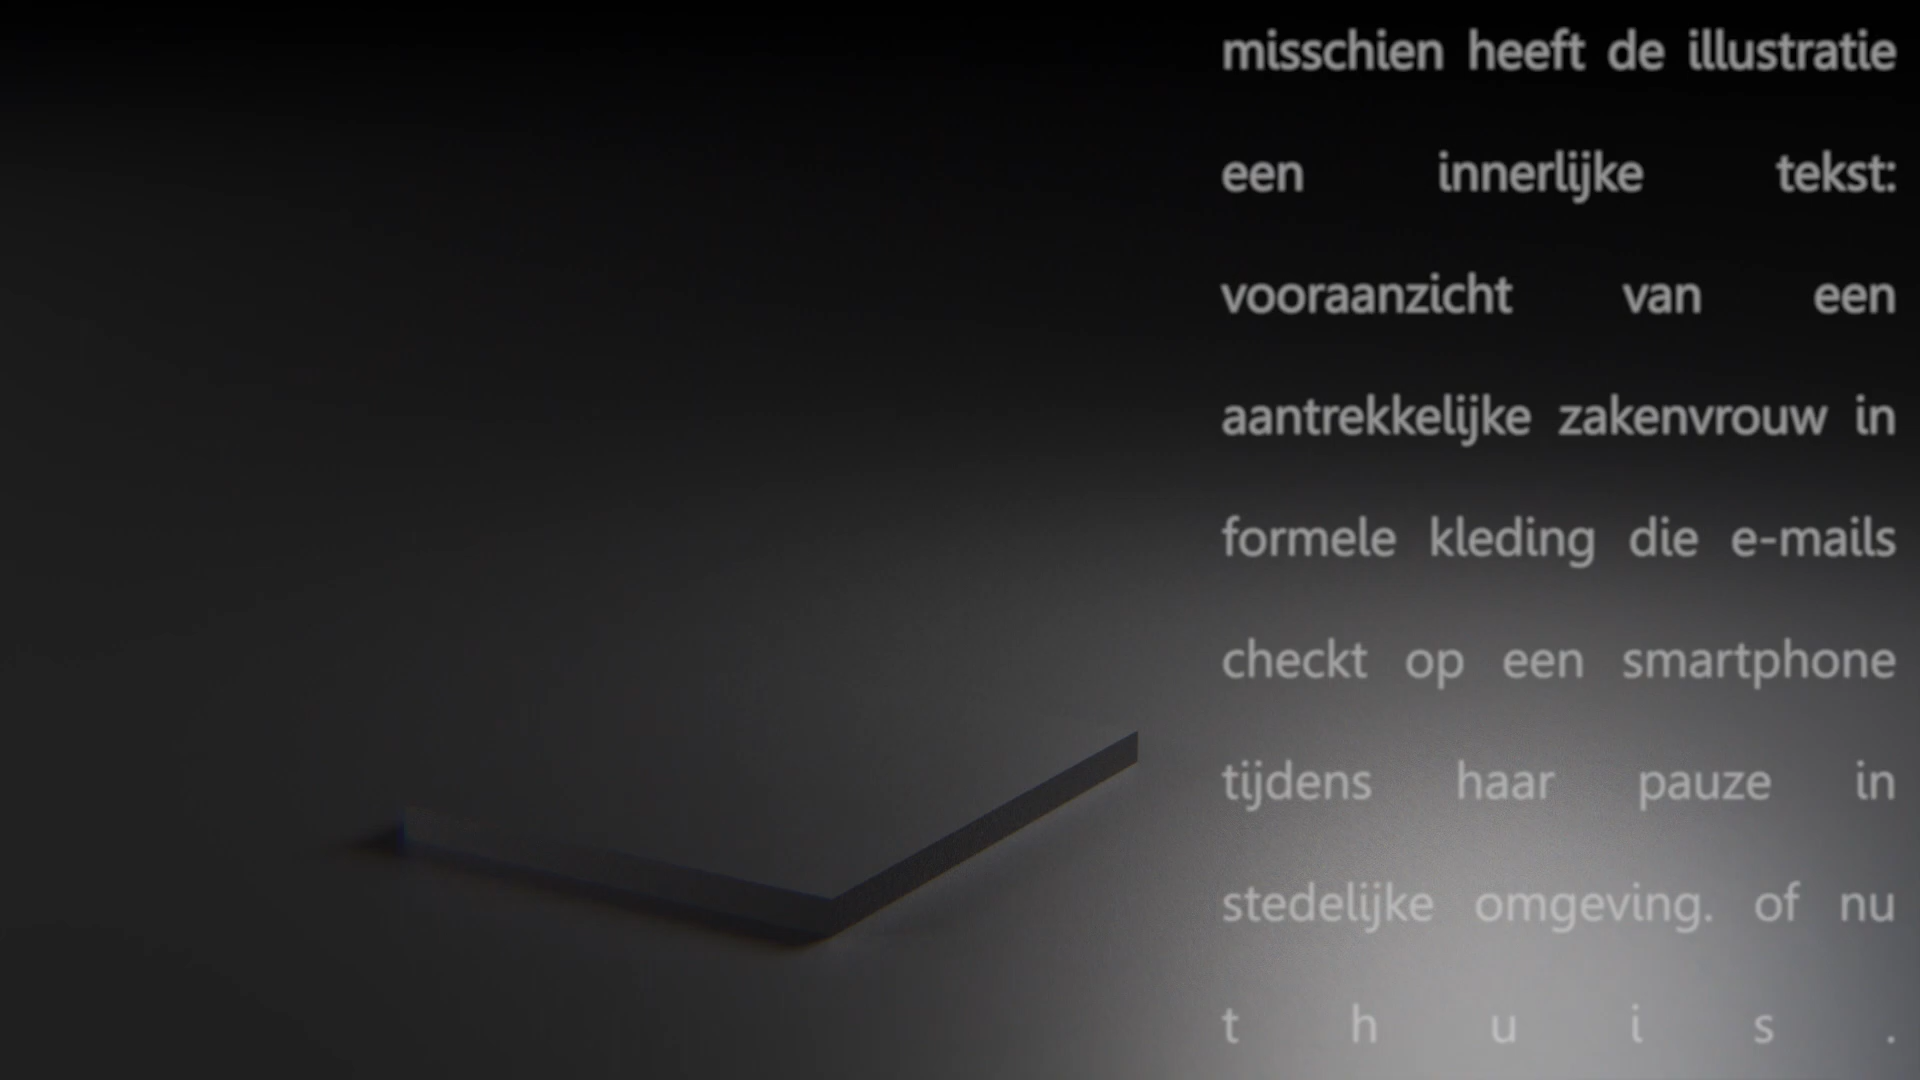 misschien heeft de illustratie
een innerlijke tekst:
vooraanzicht van een
aantrekkelijke zakenvrouw in
formele kleding die e-mails
checkt op een smartphone
tijdens haar pauze in
stedelijke omgeving. of nu
t h u i s .